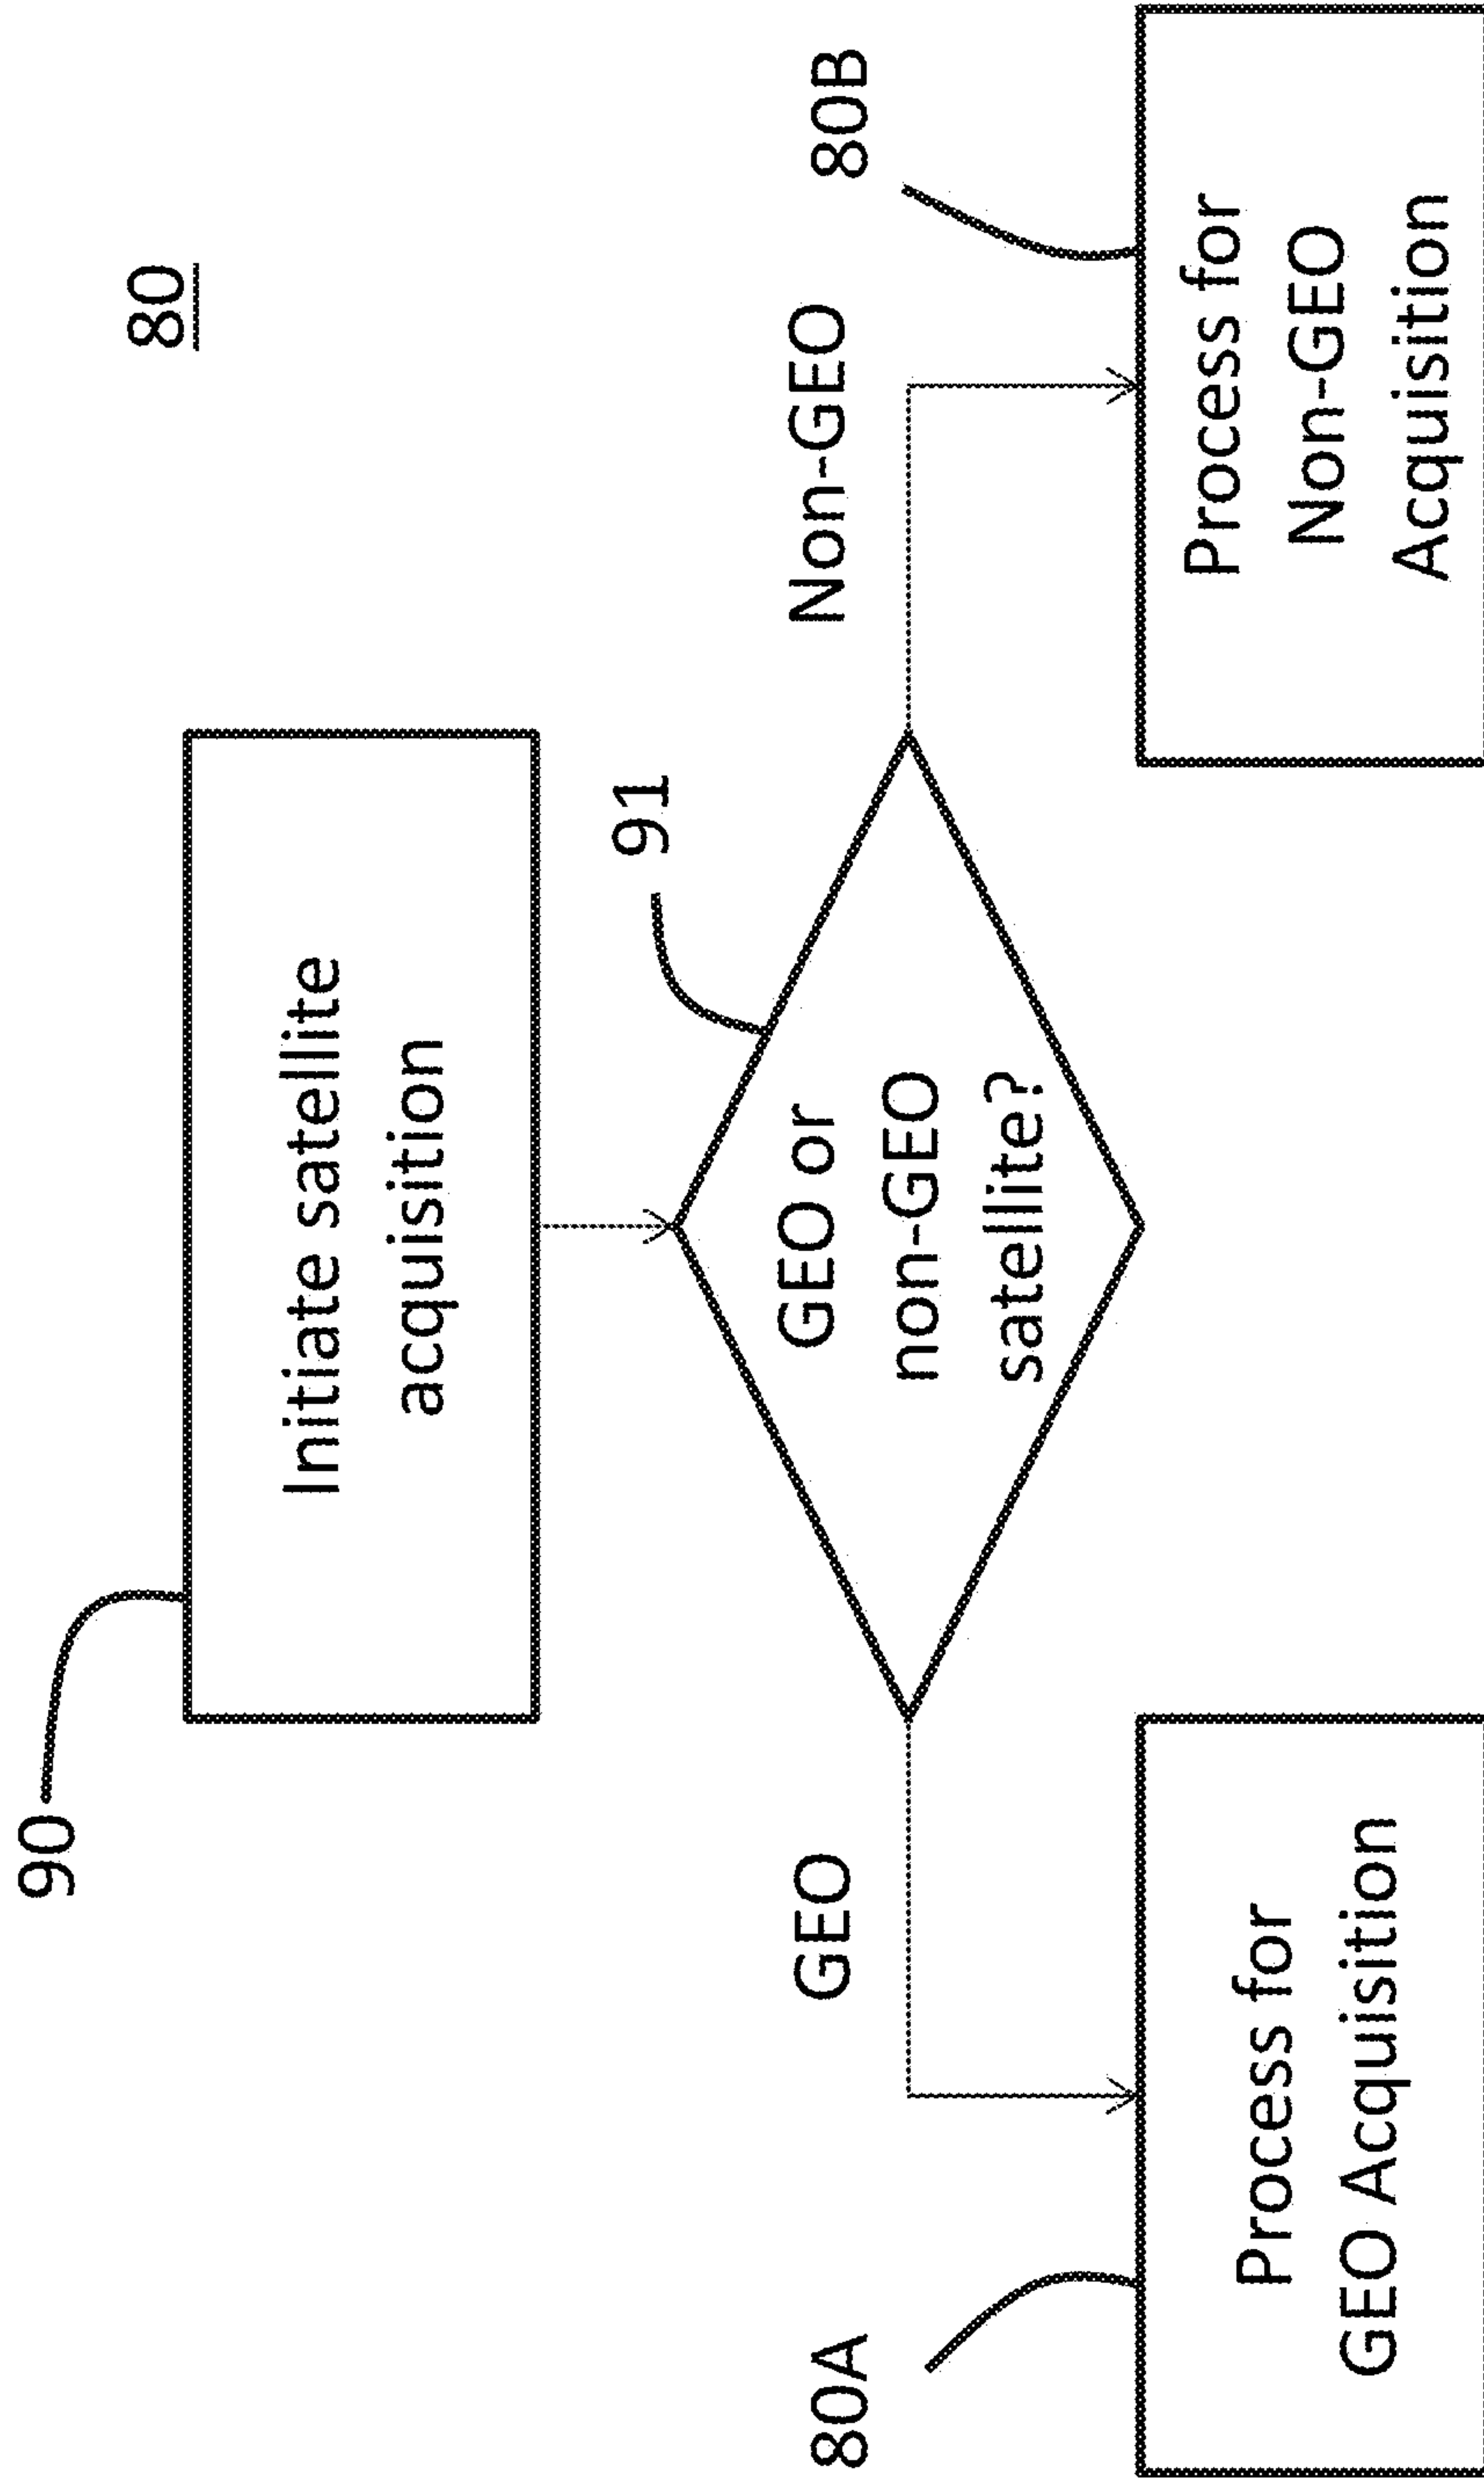 80
90
Initiate satellite
acquisition
91
GEO or
non-GEO
satellite?
GEO
Non-GEO
80A
80B
Process for
GEO Acquisition
Process for
Non-GEO
Acquisition